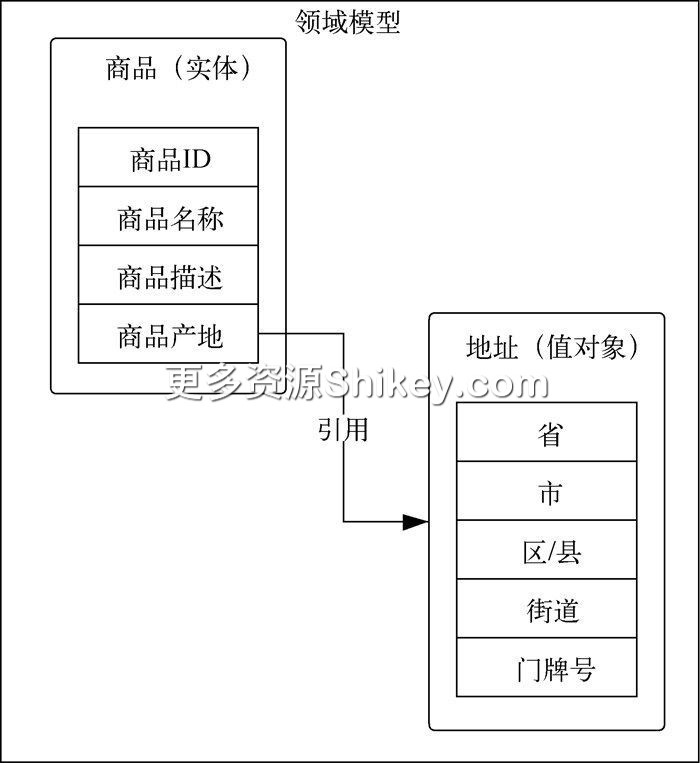 领域模型
商品（实体）
商品ID
商品名称
商品描述
商品产地
更多资源Shikey.com
引用
地址（值对象）
省
市
区/县
街道
门牌号